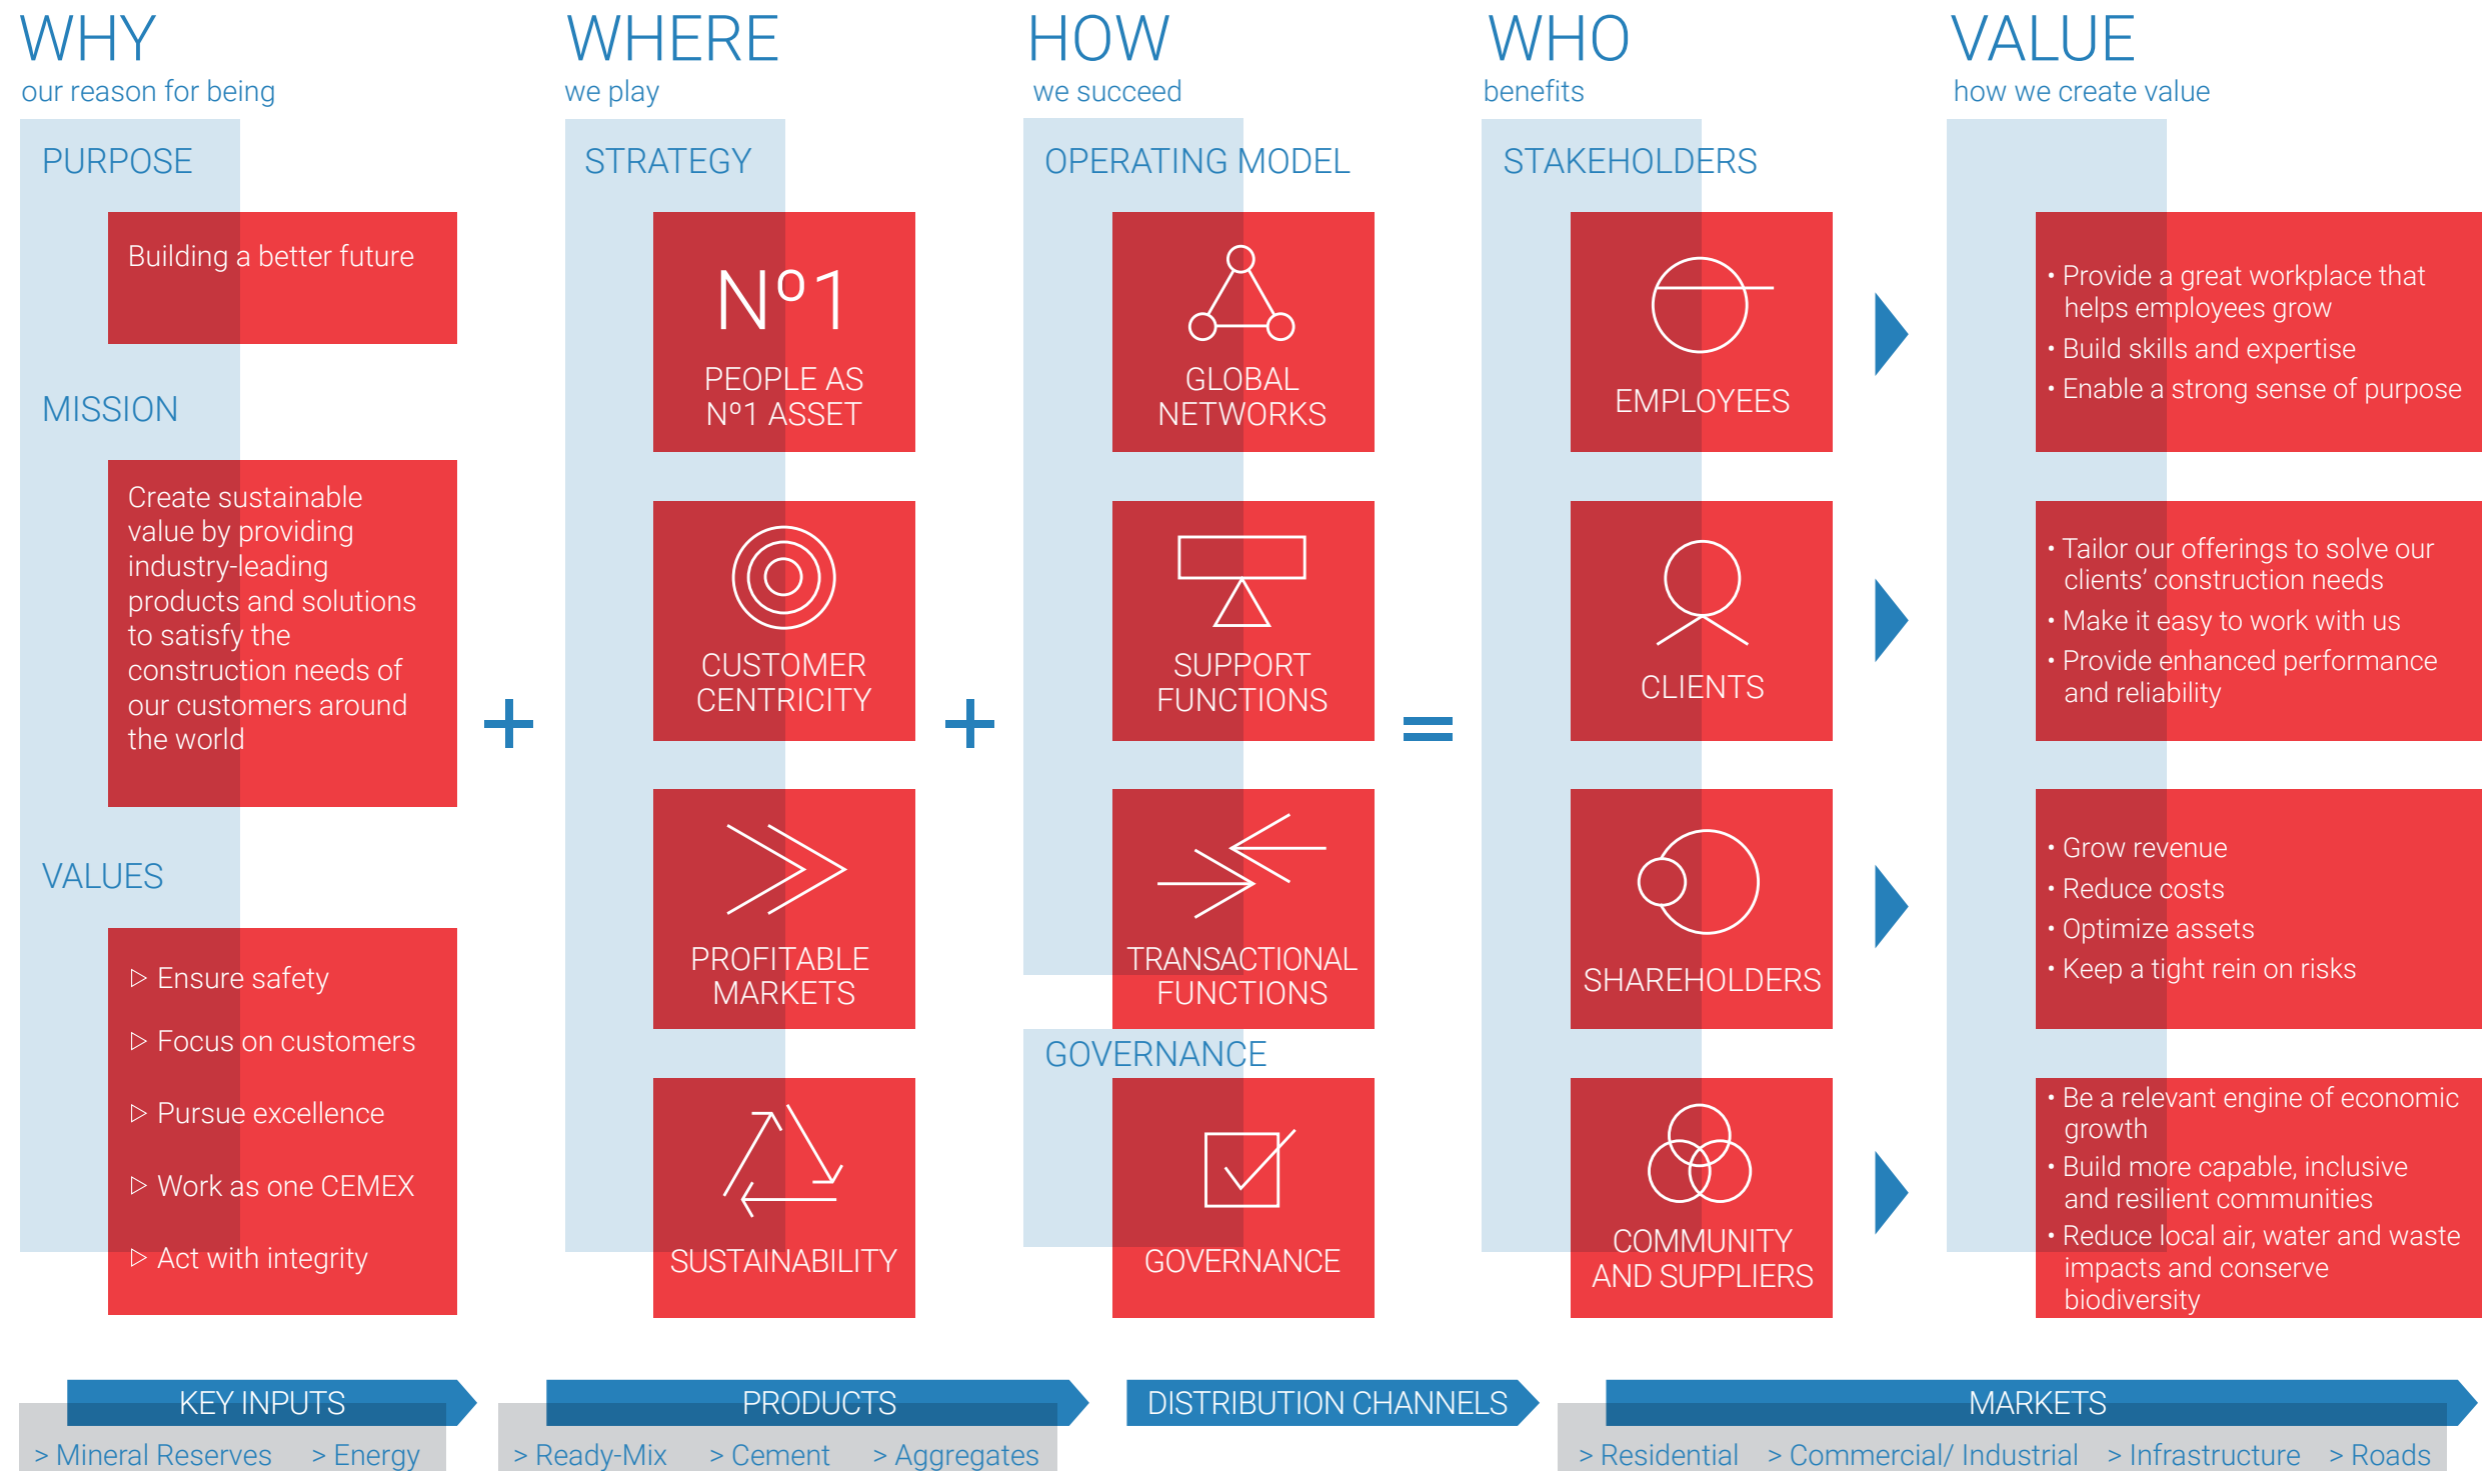 WHY
our reason for being
PURPOSE
Building a better future
MISSION
Create sustainable
value by providing
industry-leading
products and solutions
to satisfy the
construction needs of
our customers around
the world
VALUES
▷ Ensure safety
▷ Focus on customers
▷ Pursue excellence
▷ Work as one CEMEX
▷ Act with integrity
+
WHERE
we play
STRATEGY
Nº1
PEOPLE AS
Nº1 ASSET
CUSTOMER
CENTRICITY
PROFITABLE
MARKETS
SUSTAINABILITY
+
HOW
we succeed
OPERATING MODEL
GLOBAL
NETWORKS
SUPPORT
FUNCTIONS
TRANSACTIONAL
FUNCTIONS
GOVERNANCE
GOVERNANCE
=
WHO
benefits
STAKEHOLDERS
EMPLOYEES
CLIENTS
SHAREHOLDERS
COMMUNITY
AND SUPPLIERS
VALUE
how we create value
• Provide a great workplace that
helps employees grow
• Build skills and expertise
• Enable a strong sense of purpose
• Tailor our offerings to solve our
clients’ construction needs
• Make it easy to work with us
• Provide enhanced performance
and reliability
• Grow revenue
• Reduce costs
• Optimize assets
• Keep a tight rein on risks
• Be a relevant engine of economic
growth
• Build more capable, inclusive
and resilient communities
• Reduce local air, water and waste
impacts and conserve
biodiversity
KEY INPUTS
> Mineral Reserves > Energy
PRODUCTS
> Ready-Mix > Cement > Aggregates
DISTRIBUTION CHANNELS
MARKETS
> Residential > Commercial/ Industrial > Infrastructure > Roads